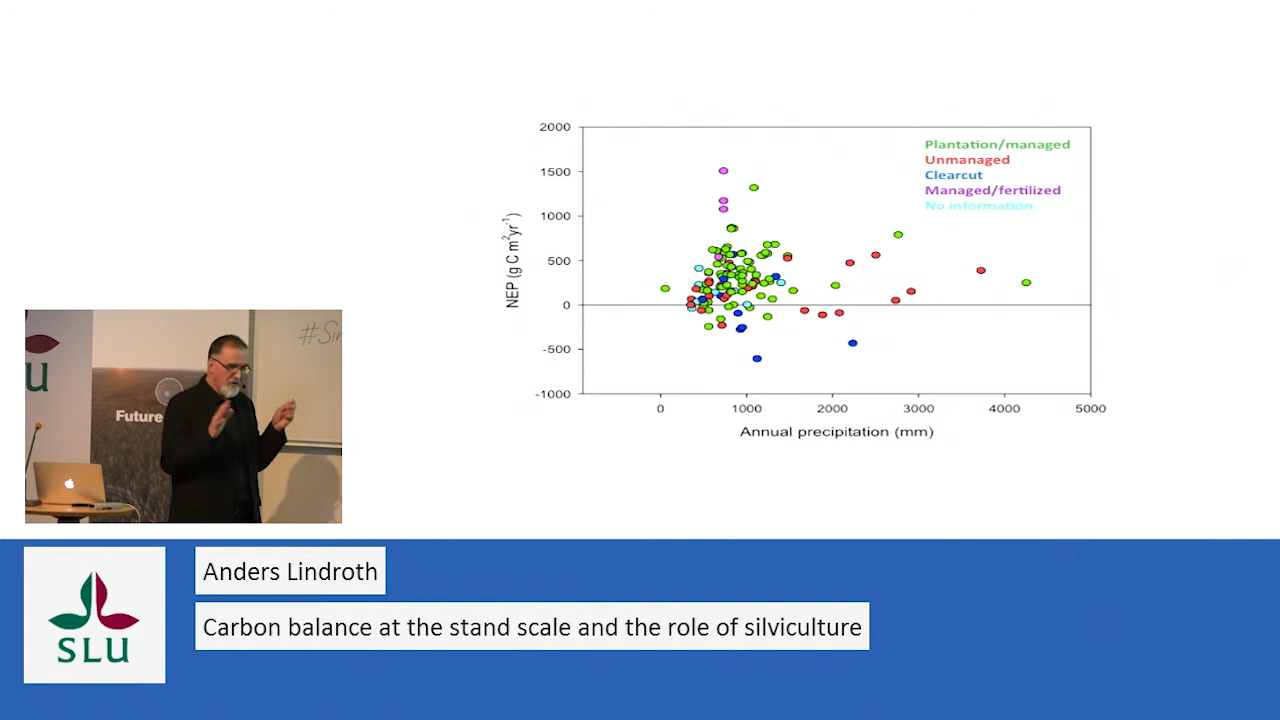 2000
1500
1000
500
0
-500
-1000
NEP (g C m²yr⁻¹)
Plantation/managed
Unmanaged
Clearcut
Managed/fertilized
No information
0 1000 2000 3000 4000 5000
Annual precipitation (mm)
#Sin
U
Future
SLU
Anders Lindroth
Carbon balance at the stand scale and the role of silviculture